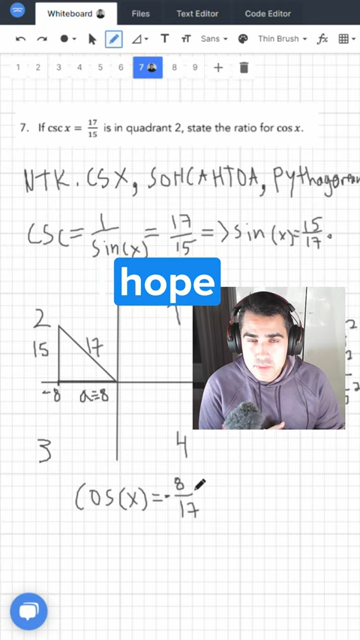 Whiteboard Files Text Editor Code Editor
T Sans Thin Brush fx
1 2 3 4 5 6 7 8 9 +
7. If csc x = 17/15 is in quadrant 2, state the ratio for cos x.
NTK. CSX, SOHCAHTOA, Pythagorean
CSC = 1/sin(x) = 17/15 => sin(x) = 15/17.
hope
2 1
15 17
-8 a=8
3 4
COS(x) = -8/17